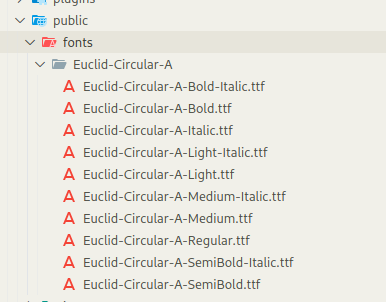 plugins
public
fonts
Euclid-Circular-A
Euclid-Circular-A-Bold-Italic.ttf
Euclid-Circular-A-Bold.ttf
Euclid-Circular-A-Italic.ttf
Euclid-Circular-A-Light-Italic.ttf
Euclid-Circular-A-Light.ttf
Euclid-Circular-A-Medium-Italic.ttf
Euclid-Circular-A-Medium.ttf
Euclid-Circular-A-Regular.ttf
Euclid-Circular-A-SemiBold-Italic.ttf
Euclid-Circular-A-SemiBold.ttf